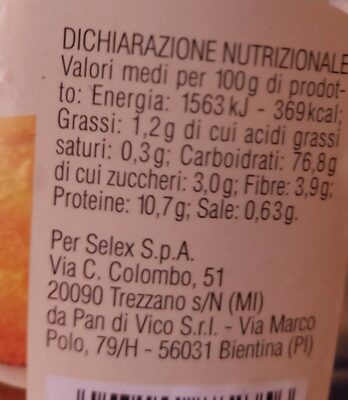 DICHIARAZIONE NUTRIZIONALE
Valori medi per 100g di prodot-
to: Energia: 1563 kJ - 369kcal;
Grassi: 1,2g di cui acidi grassi
saturi: 0,3g; Carboidrati: 76,8g
di cui zuccheri: 3,0g; Fibre: 3,9g;
Proteine: 10,7g; Sale: 0,63g.
Per Selex S.p.A.
Via C. Colombo, 51
20090 Trezzano s/N (MI)
da Pan di Vico S.r.l. - Via Marco
Polo, 79/H - 56031 Bientina (PI)